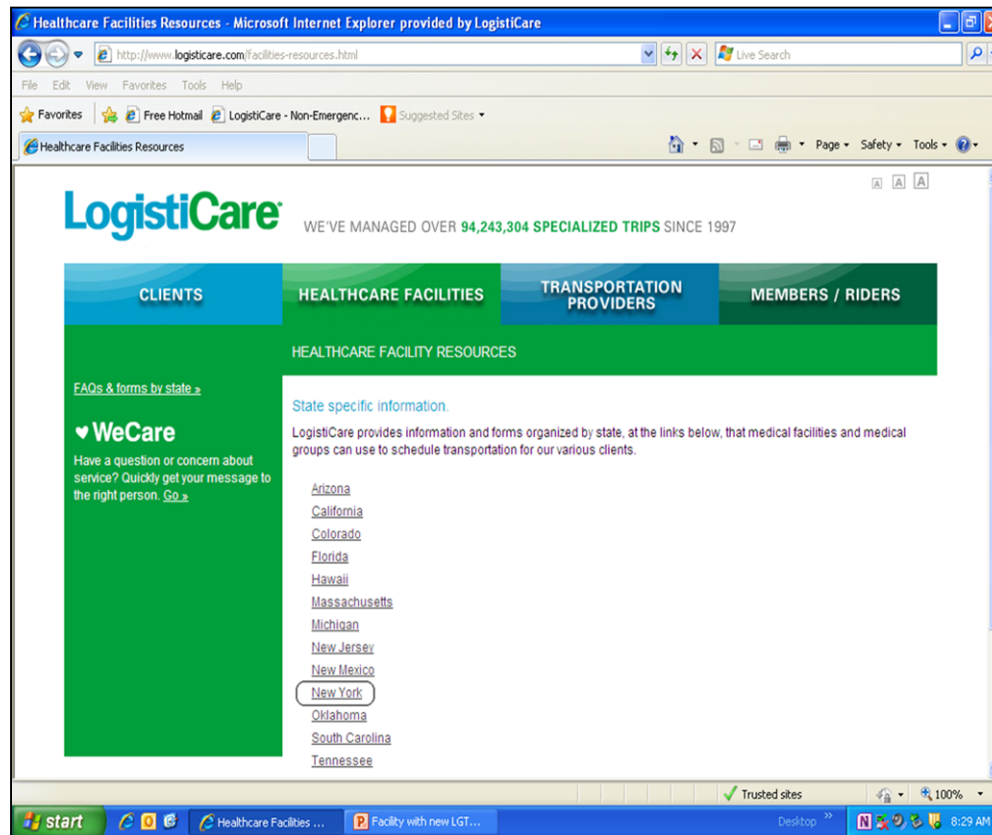 Healthcare Facilities Resources - Microsoft Internet Explorer provided by LogistiCare
http://www.logisticare.com/facilities-resources.html
Live Search
File Edit View Favorites Tools Help
Favorites Free Hotmail LogistiCare - Non-Emergenc... Suggested Sites
Healthcare Facilities Resources
Page Safety Tools
A A A
LogistiCare
WE'VE MANAGED OVER 94,243,304 SPECIALIZED TRIPS SINCE 1997
CLIENTS
HEALTHCARE FACILITIES
TRANSPORTATION
PROVIDERS
MEMBERS / RIDERS
HEALTHCARE FACILITY RESOURCES
FAQs & forms by state »
WeCare
Have a question or concern about
service? Quickly get your message to
the right person. Go »
State specific information.
LogistiCare provides information and forms organized by state, at the links below, that medical facilities and medical
groups can use to schedule transportation for our various clients.
Arizona
California
Colorado
Florida
Hawaii
Massachusetts
Michigan
New Jersey
New Mexico
New York
Oklahoma
South Carolina
Tennessee
Trusted sites
100%
start
Healthcare Facilities ...
Facility with new LGT...
Desktop »
8:29 AM